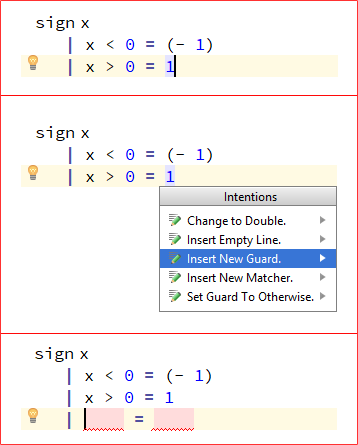 sign x
| x < 0 = (- 1)
| x > 0 = 1
sign x
| x < 0 = (- 1)
| x > 0 = 1
Intentions
Change to Double.
Insert Empty Line.
Insert New Guard.
Insert New Matcher.
Set Guard To Otherwise.
sign x
| x < 0 = (- 1)
| x > 0 = 1
| =